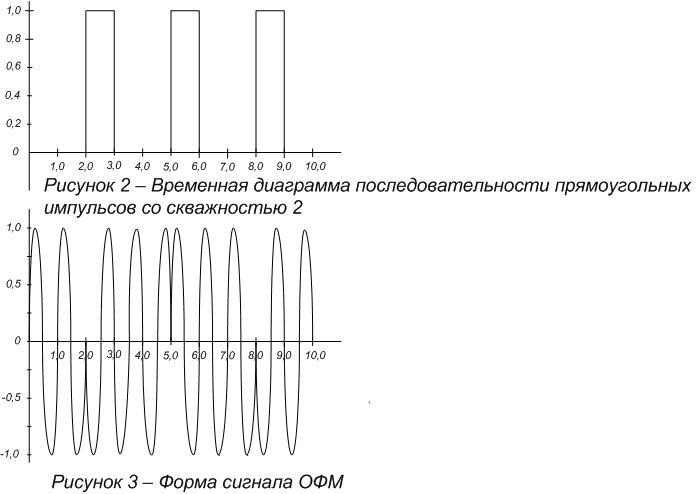 1,0
0,8
0,6
0,4
0,2
0
1,0 2,0 3,0 4,0 5,0 6,0 7,0 8,0 9,0 10,0
Рисунок 2 – Временная диаграмма последовательности прямоугольных
импульсов со скважностью 2
1,0
0,5
0
1,0 2,0 3,0 4,0 5,0 6,0 7,0 8,0 9,0 10,0
-0,5
-1,0
Рисунок 3 – Форма сигнала ОФМ